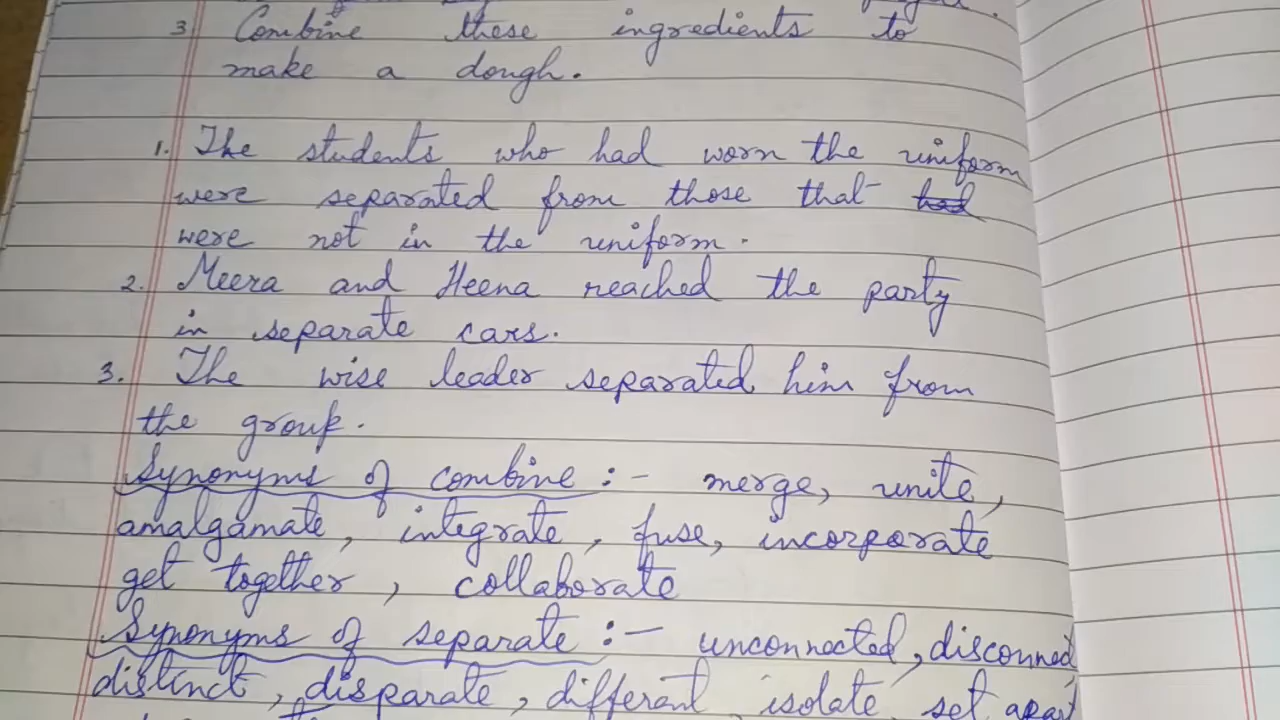 3 Combine these ingredients to
make a dough.
1. The students who had worn the uniform
were separated from those that had
were not in the uniform.
2. Meera and Heena reached the party
in separate cars.
3. The wise leader separated him from
the group.
Synonyms of combine :- merge, unite,
amalgamate, integrate, fuse, incorporate
get together, collaborate
Synonyms of separate :- unconnected, disconnect
distinct, disparate, different, isolate, set apart